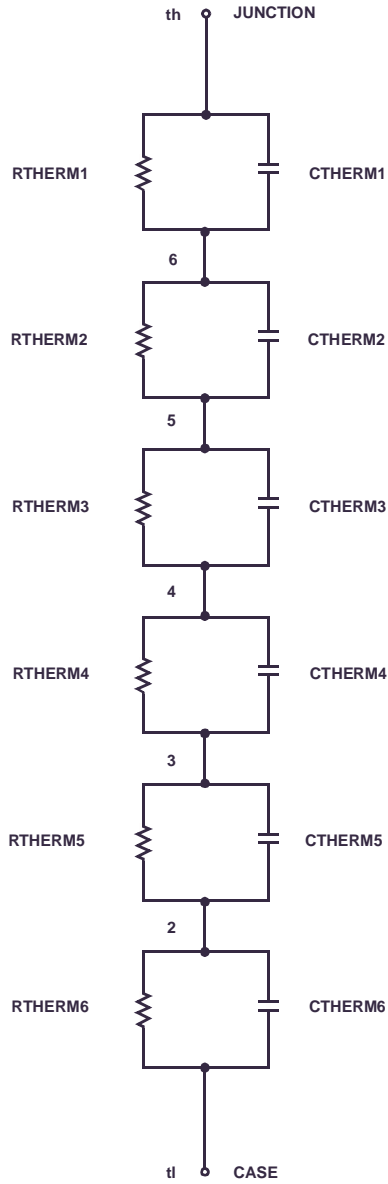 th JUNCTION
RTHERM1 CTHERM1
6
RTHERM2 CTHERM2
5
RTHERM3 CTHERM3
4
RTHERM4 CTHERM4
3
RTHERM5 CTHERM5
2
RTHERM6 CTHERM6
tl CASE